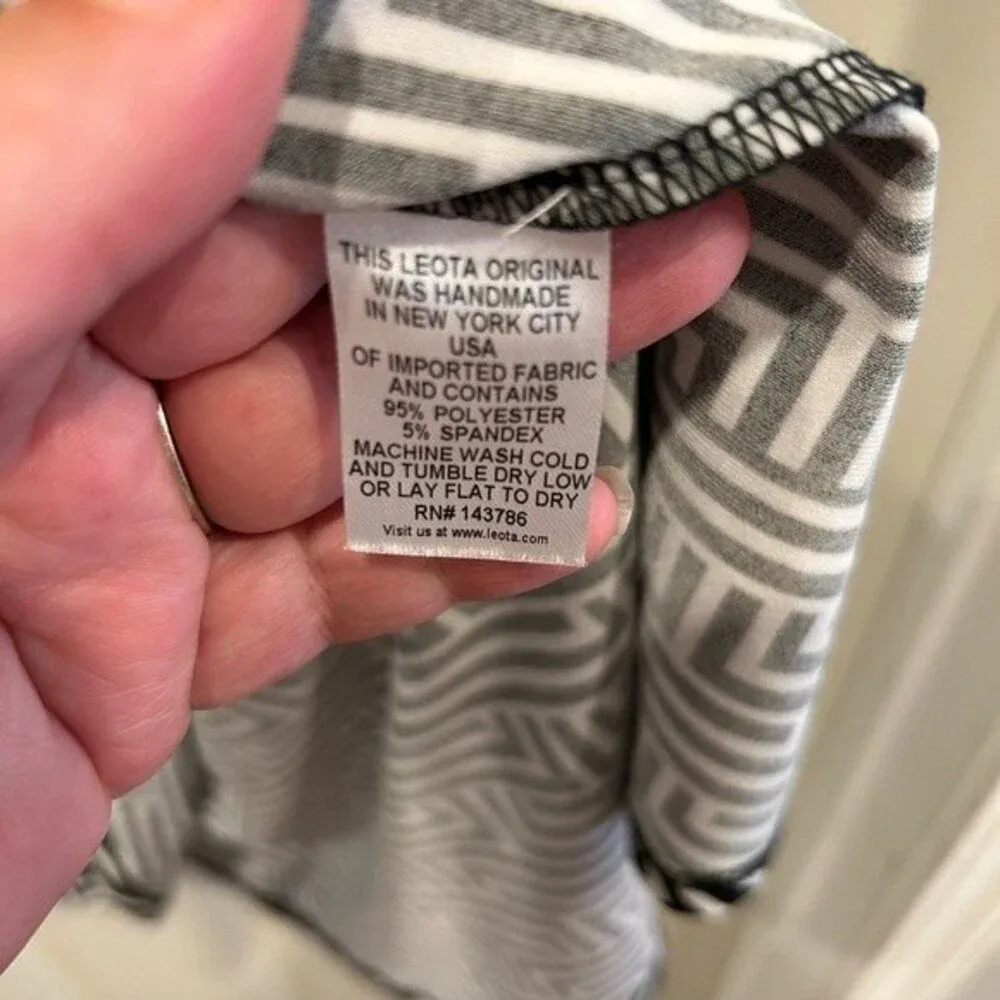 THIS LEOTA ORIGINAL
WAS HANDMADE
IN NEW YORK CITY
USA
OF IMPORTED FABRIC
AND CONTAINS
95% POLYESTER
5% SPANDEX
MACHINE WASH COLD
AND TUMBLE DRY LOW
OR LAY FLAT TO DRY
RN# 143786
Visit us at www.leota.com